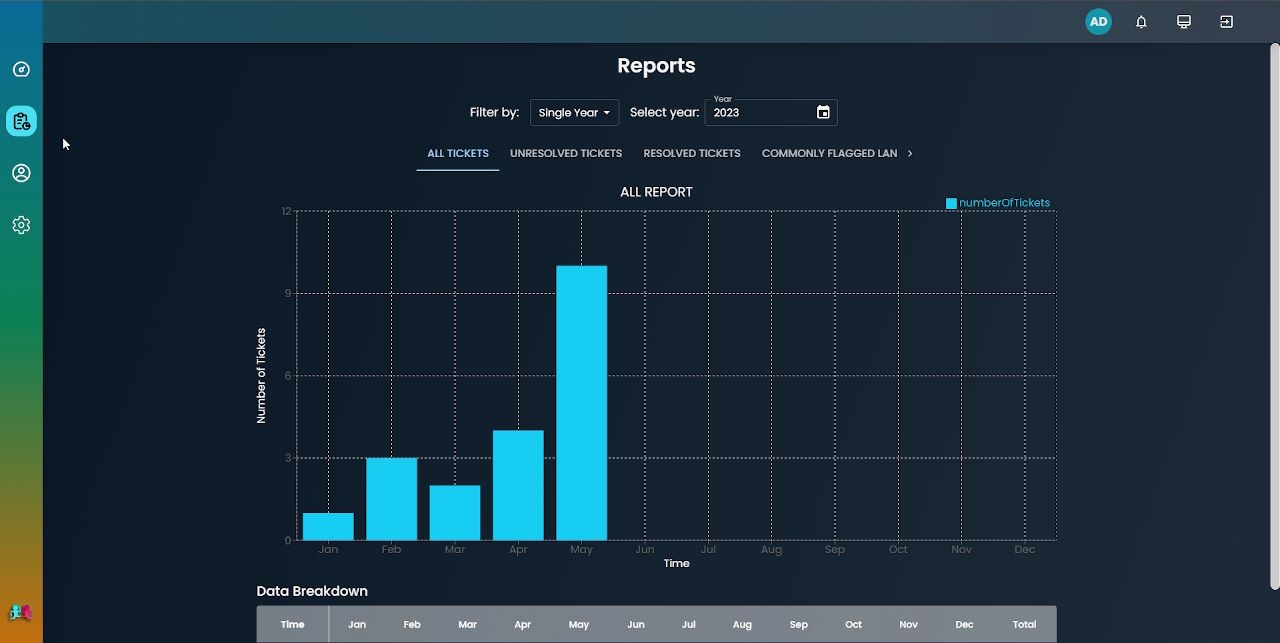 AD
Reports
Filter by: Single Year Select year: Year 2023
ALL TICKETS UNRESOLVED TICKETS RESOLVED TICKETS COMMONLY FLAGGED LAN
ALL REPORT
numberOfTickets
12
9
6
3
0
Number of Tickets
Jan Feb Mar Apr May Jun Jul Aug Sep Oct Nov Dec
Time
Data Breakdown
Time Jan Feb Mar Apr May Jun Jul Aug Sep Oct Nov Dec Total